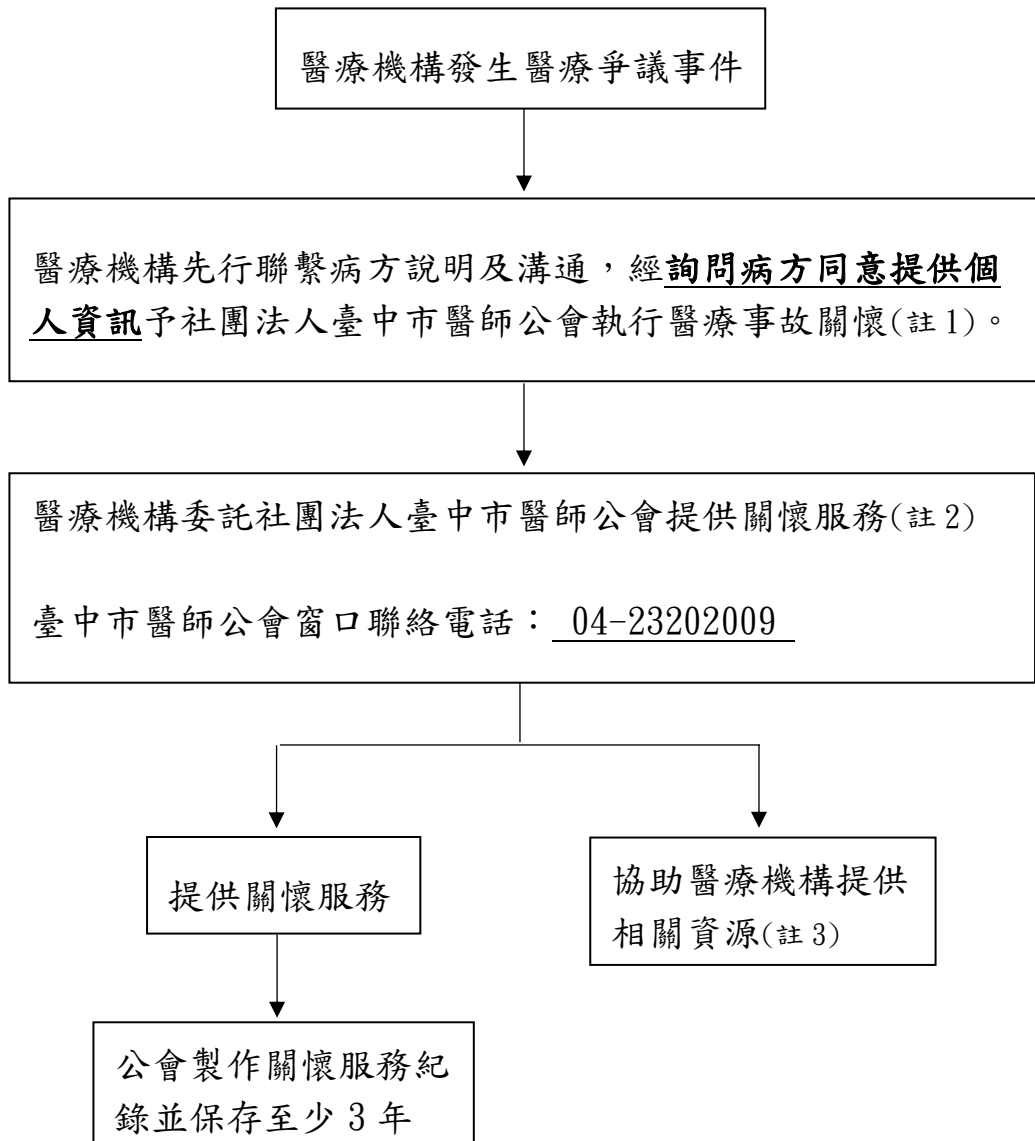 醫療機構發生醫療爭議事件
醫療機構先行聯繫病方說明及溝通，經詢問病方同意提供個
人資訊予社團法人臺中市醫師公會執行醫療事故關懷(註1)。
醫療機構委託社團法人臺中市醫師公會提供關懷服務(註2)
臺中市醫師公會窗口聯絡電話： 04-23202009
提供關懷服務
協助醫療機構提供
相關資源(註3)
公會製作關懷服務紀
錄並保存至少3年